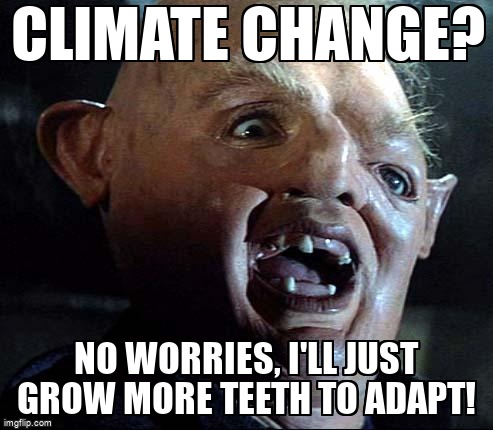 CLIMATE CHANGE?
NO WORRIES, I'LL JUST
GROW MORE TEETH TO ADAPT!
imgflip.com